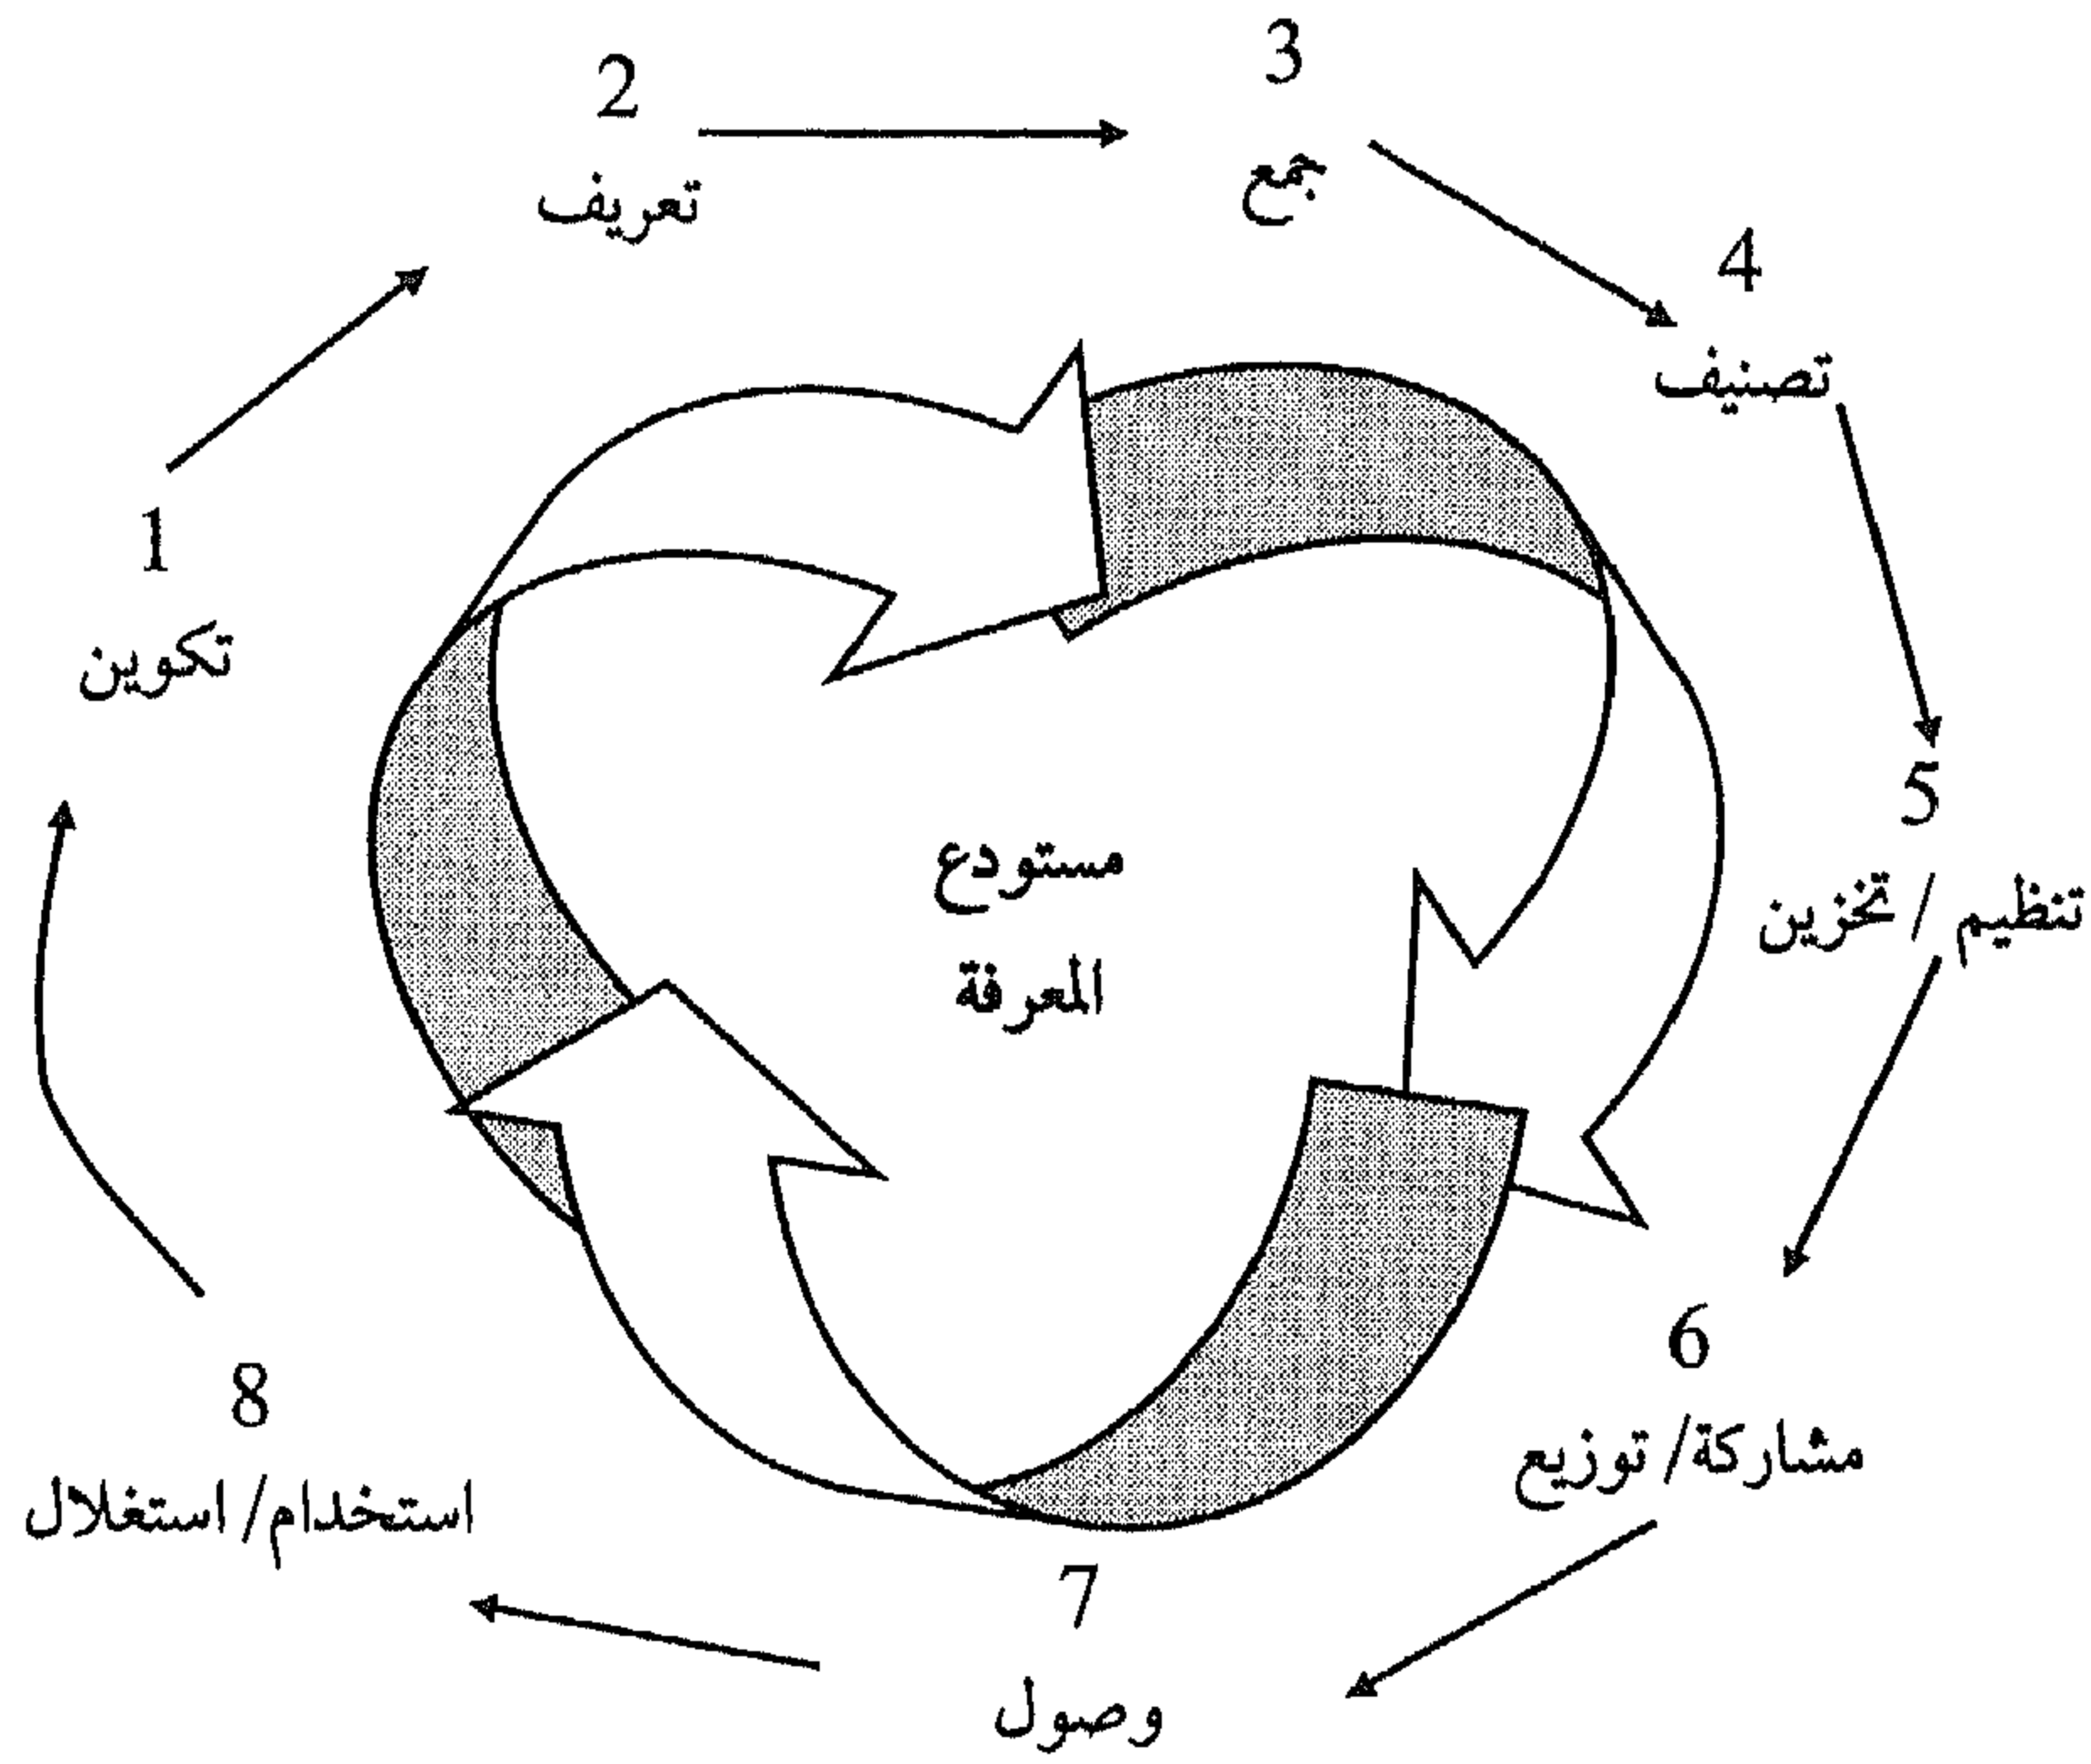 1
تكوين
2
تعريف
3
جمع
4
تصنيف
5
تنظيم / تخزين
6
مشاركة/ توزيع
7
وصول
8
استخدام/ استغلال
مستودع
المعرفة